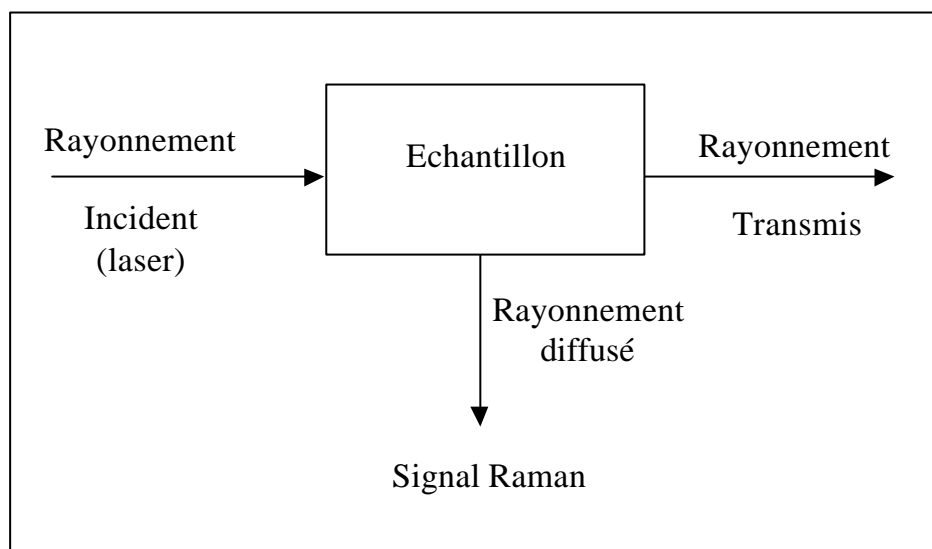 Rayonnement
Incident
(laser)
Echantillon
Rayonnement
Transmis
Rayonnement
diffusé
Signal Raman